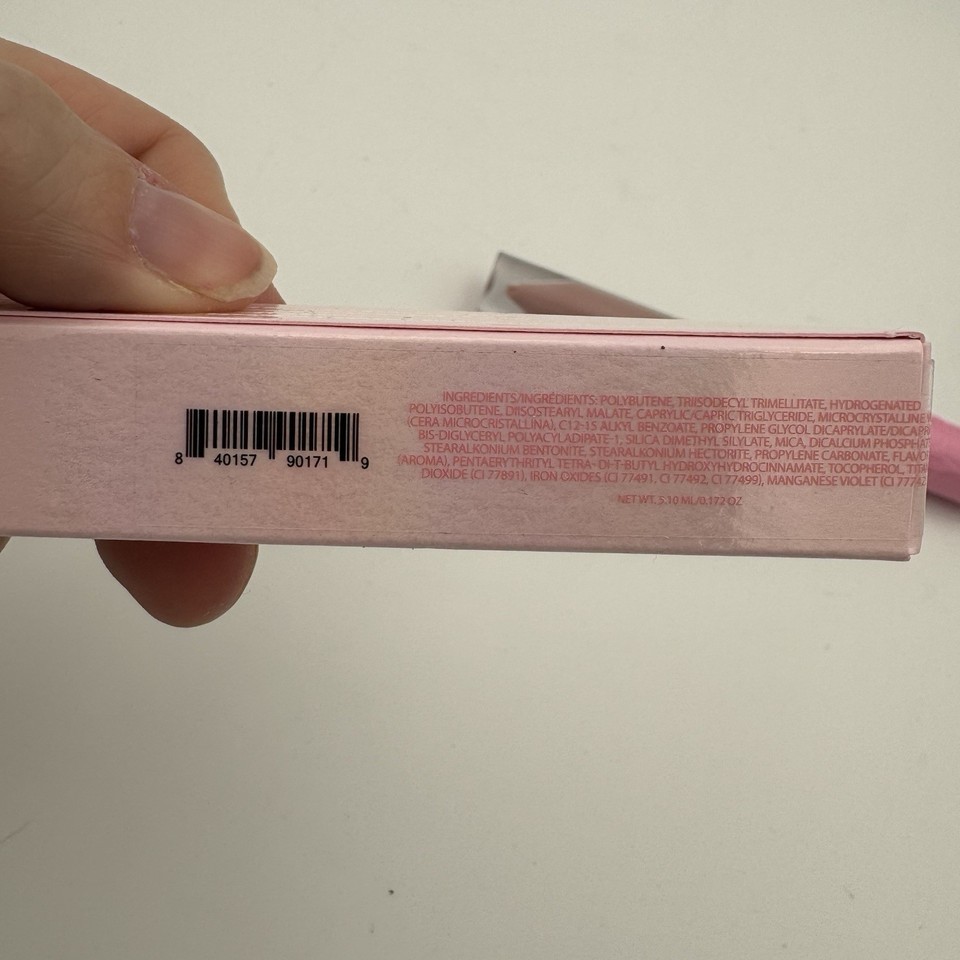 8 40157 90171 9
INGREDIENTS/INGRÉDIENTS: POLYBUTENE, TRIISODECYL TRIMELLITATE, HYDROGENATED
POLYISOBUTENE, DIISOSTEARYL MALATE, CAPRYLIC/CAPRIC TRIGLYCERIDE, MICROCRYSTALLINE
(CERA MICROCRISTALLINA), C12-15 ALKYL BENZOATE, PROPYLENE GLYCOL DICAPRYLATE/DICAP
BIS-DIGLYCERYL POLYACYLADIPATE-1, SILICA DIMETHYL SILYLATE, MICA, DICALCIUM PHOSPHAT
STEARALKONIUM BENTONITE, STEARALKONIUM HECTORITE, PROPYLENE CARBONATE, FLAVO
(AROMA), PENTAERYTHRITYL TETRA- DI-T-BUTYL HYDROXYHYDROCINNAMATE, TOCOPHEROL, TIT
DIOXIDE (CI 77891), IRON OXIDES (CI 77491, CI 77492, CI 77499), MANGANESE VIOLET (CI 7774
NET WT. 5.10 ML/0.172 OZ